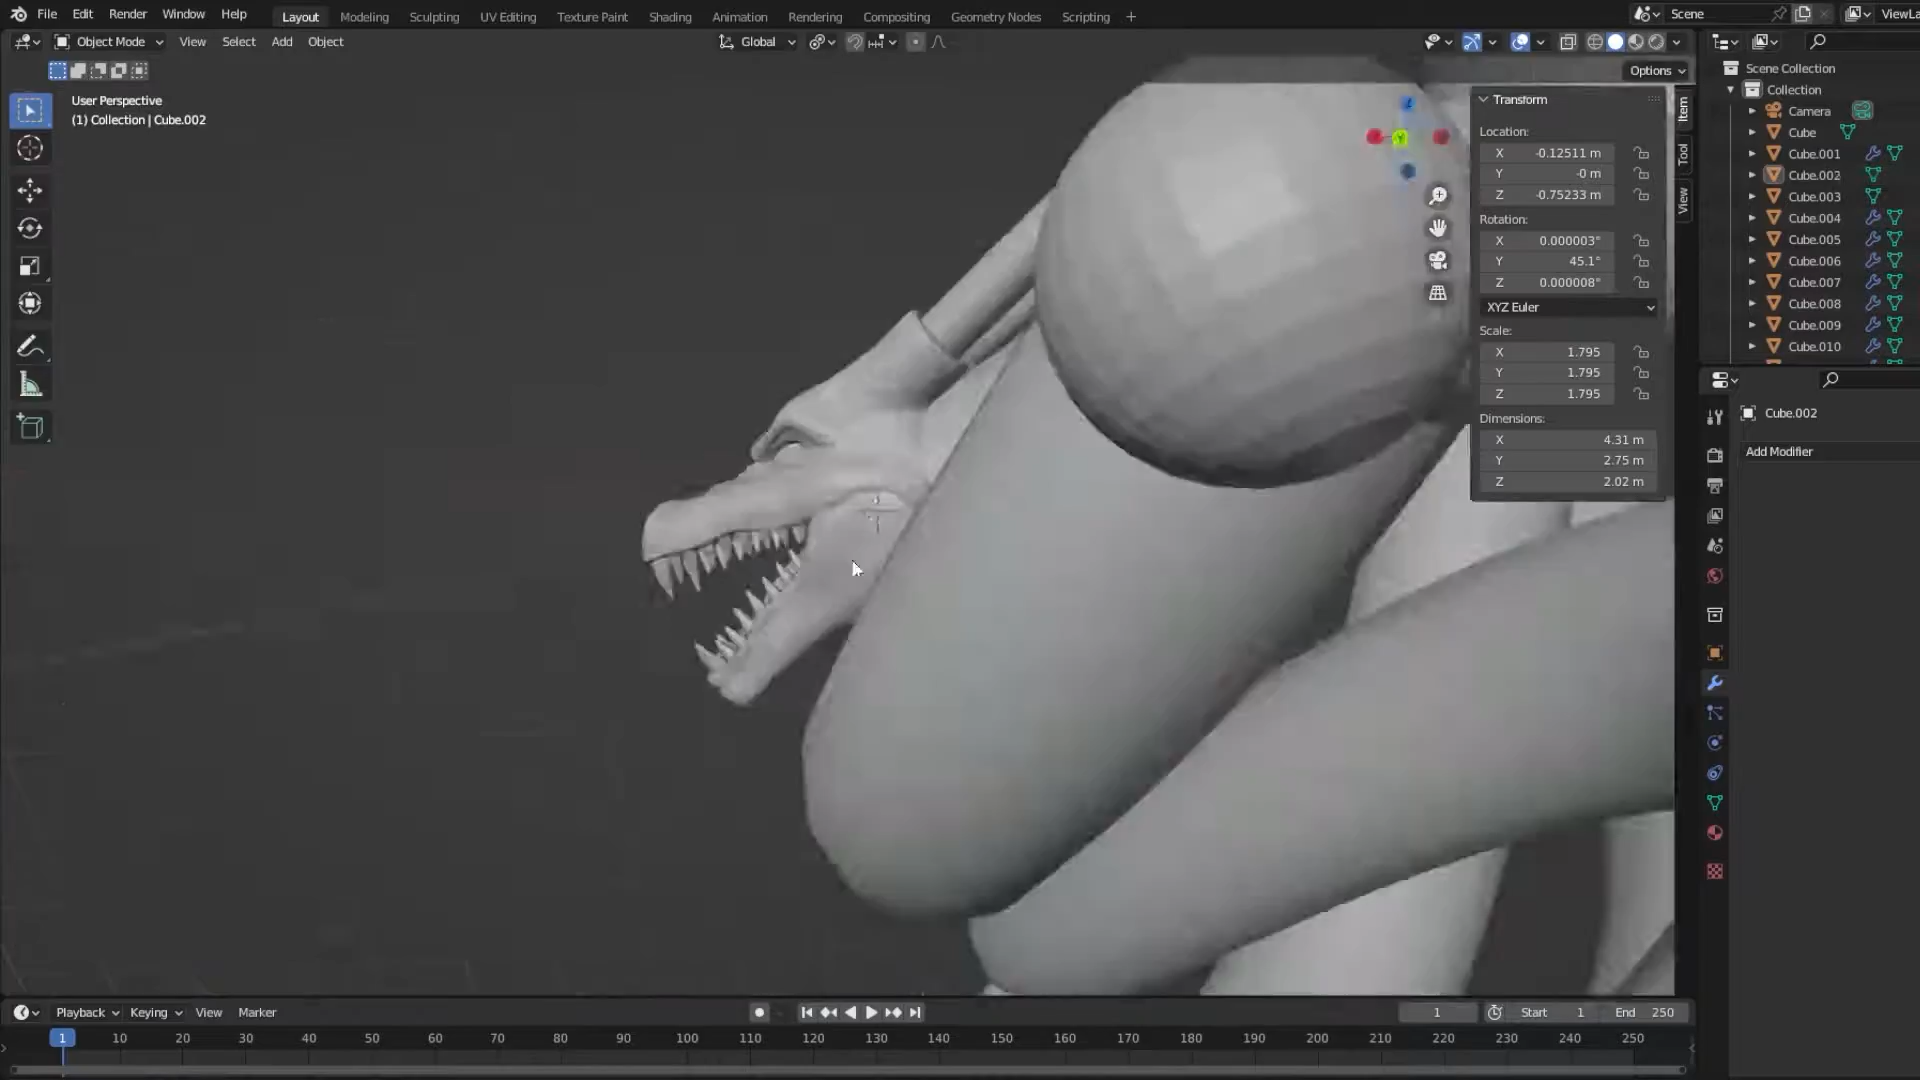 File Edit Render Window Help Layout Modeling Sculpting UV Editing Texture Paint Shading Animation Rendering Compositing Geometry Nodes Scripting + Scene ViewLa
Object Mode View Select Add Object Global
Options
User Perspective
(1) Collection | Cube.002
Transform
Location:
X -0.12511 m
Y -0 m
Z -0.75233 m
Rotation:
X 0.000003°
Y 45.1°
Z 0.000008°
XYZ Euler
Scale:
X 1.795
Y 1.795
Z 1.795
Dimensions:
X 4.31 m
Y 2.75 m
Z 2.02 m
Item
Tool
View
Y
Scene Collection
Collection
Camera
Cube
Cube.001
Cube.002
Cube.003
Cube.004
Cube.005
Cube.006
Cube.007
Cube.008
Cube.009
Cube.010
Cube.002
Add Modifier
Playback Keying View Marker 1 Start 1 End 250
1 10 20 30 40 50 60 70 80 90 100 110 120 130 140 150 160 170 180 190 200 210 220 230 240 250